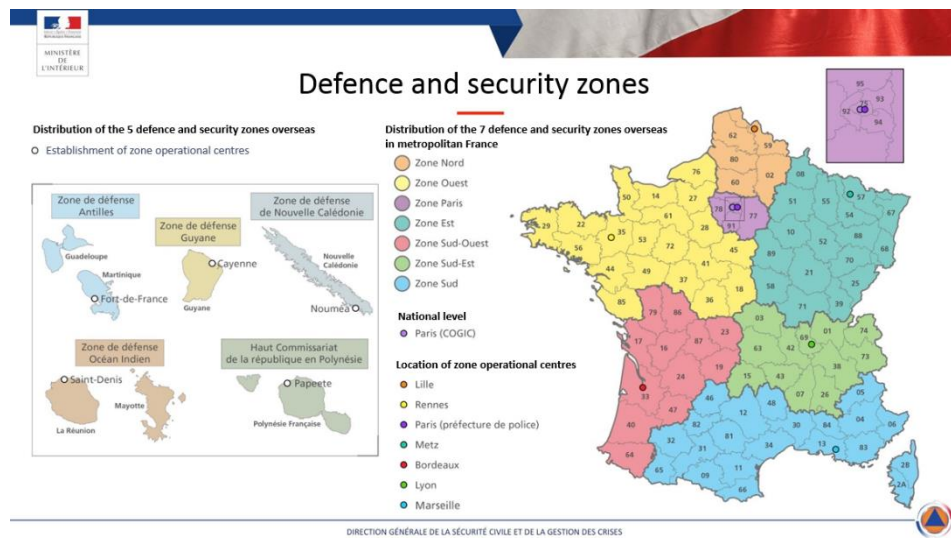 MINISTÈRE
DE
L'INTÉRIEUR
Defence and security zones
Distribution of the 5 defence and security zones overseas
Establishment of zone operational centres
Zone de défense
Antilles
Guadeloupe
Martinique
Fort-de-France
Zone de défense
Guyane
Cayenne
Guyane
Zone de défense
de Nouvelle Calédonie
Nouvelle
Calédonie
Nouméa
Zone de défense
Océan Indien
Saint-Denis
Mayotte
La Réunion
Haut Commissariat
de la république en Polynésie
Papeete
Polynésie Française
Distribution of the 7 defence and security zones overseas
in metropolitan France
Zone Nord
Zone Ouest
Zone Paris
Zone Est
Zone Sud-Ouest
Zone Sud-Est
Zone Sud
National level
Paris (COGIC)
Location of zone operational centres
Lille
Rennes
Paris (préfecture de police)
Metz
Bordeaux
Lyon
Marseille
95
92 75 93
94
62
59
80
02
60
76
08
50 14 27
78
77
91
51 55 57
54 67
61
29 22
35
53
28
10
88
56
72
45
52
68
44 49
41
89
70
37
18
58 21 25
85
36
71 39
79 86
03
01 74
17 16 87 23
63 42 69
73
19
38
24
15 43
33
07 26
05
46
48
47
12
40
82
30 84 04 06
32
81
34
13 83
31
64
65
11
09
66
2B
2A
DIRECTION GÉNÉRALE DE LA SÉCURITÉ CIVILE ET DE LA GESTION DES CRISES